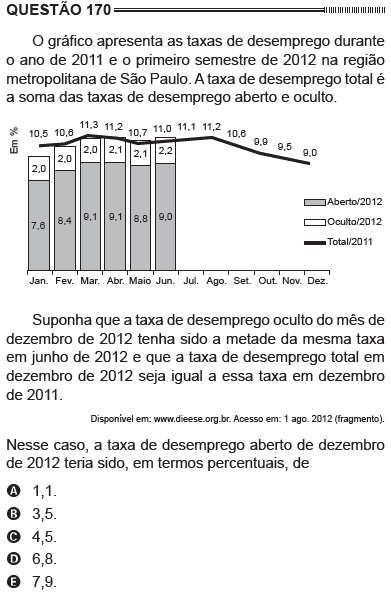 QUESTÃO 170
O gráfico apresenta as taxas de desemprego durante
o ano de 2011 e o primeiro semestre de 2012 na região
metropolitana de São Paulo. A taxa de desemprego total é
a soma das taxas de desemprego aberto e oculto.
Em %
10,5 10,6 11,3 11,2 10,7 11,0 11,1 11,2 10,6 9,9 9,5 9,0
2,0 2,0 2,0 2,1 2,1 2,2
7,6 8,4 9,1 9,1 8,8 9,0
Aberto/2012
Oculto/2012
Total/2011
Jan. Fev. Mar. Abr. Maio Jun. Jul. Ago. Set. Out. Nov. Dez.
Suponha que a taxa de desemprego oculto do mês de
dezembro de 2012 tenha sido a metade da mesma taxa
em junho de 2012 e que a taxa de desemprego total em
dezembro de 2012 seja igual a essa taxa em dezembro
de 2011.
Disponível em: www.dieese.org.br. Acesso em: 1 ago. 2012 (fragmento).
Nesse caso, a taxa de desemprego aberto de dezembro
de 2012 teria sido, em termos percentuais, de
A 1,1.
B 3,5.
C 4,5.
D 6,8.
E 7,9.